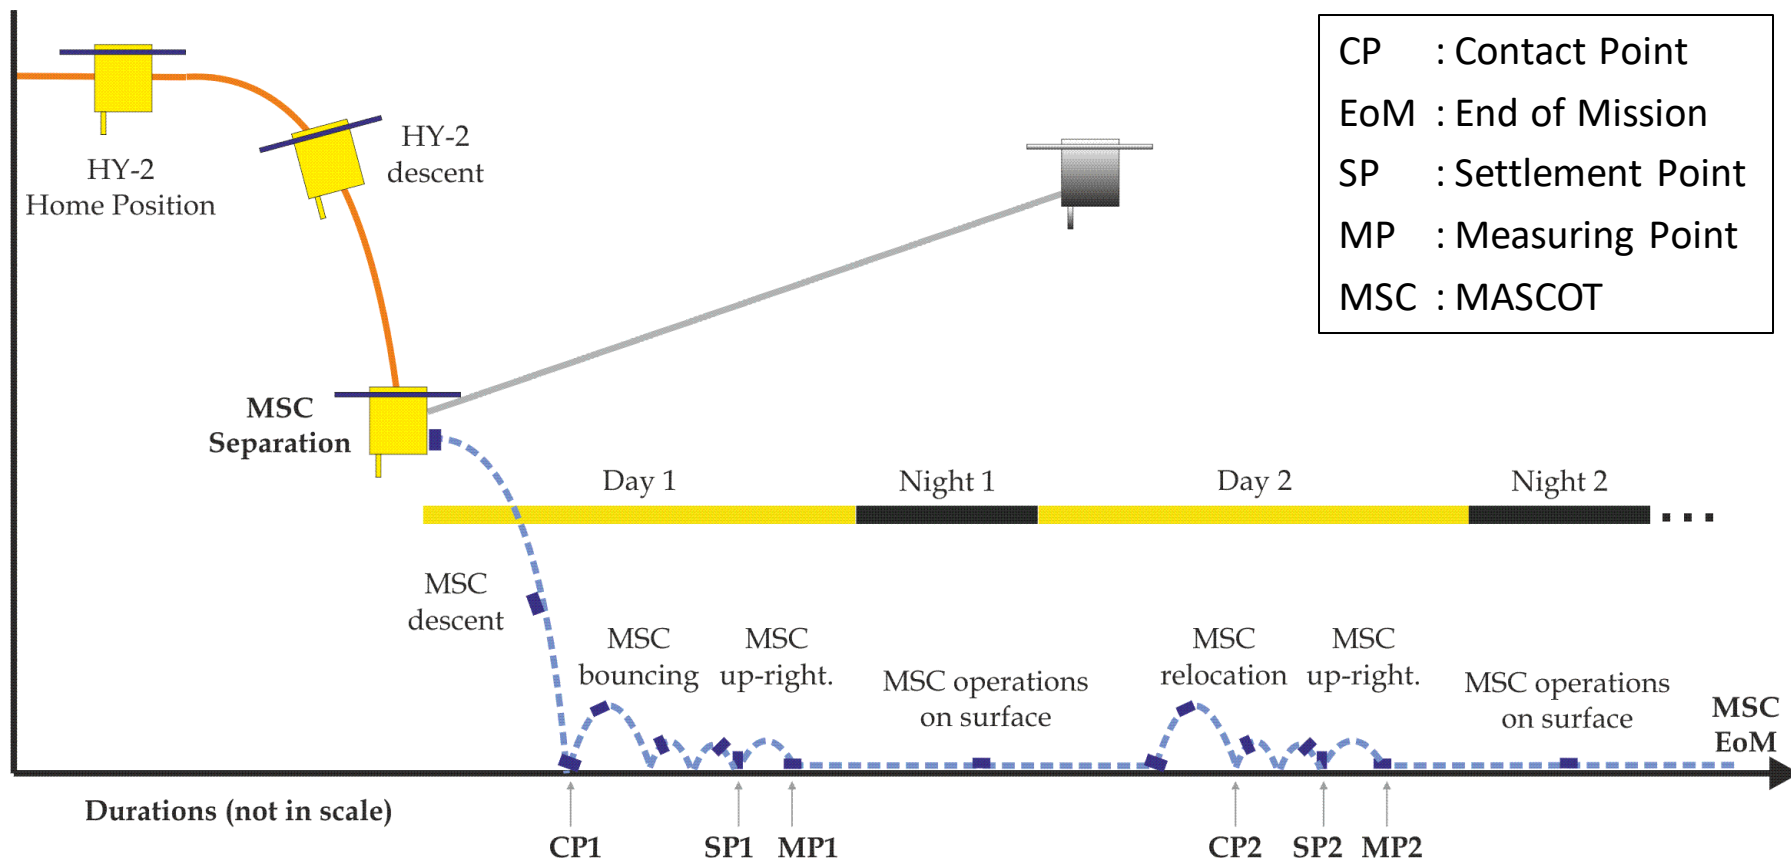 CP : Contact Point
EoM : End of Mission
SP : Settlement Point
MP : Measuring Point
MSC : MASCOT
HY-2
Home Position
HY-2
descent
MSC
Separation
Day 1
Night 1
Day 2
Night 2
...
MSC
descent
MSC
bouncing
MSC
up-right.
MSC operations
on surface
MSC
relocation
MSC
up-right.
MSC operations
on surface
MSC
EoM
Durations (not in scale)
CP1
SP1
MP1
CP2
SP2
MP2